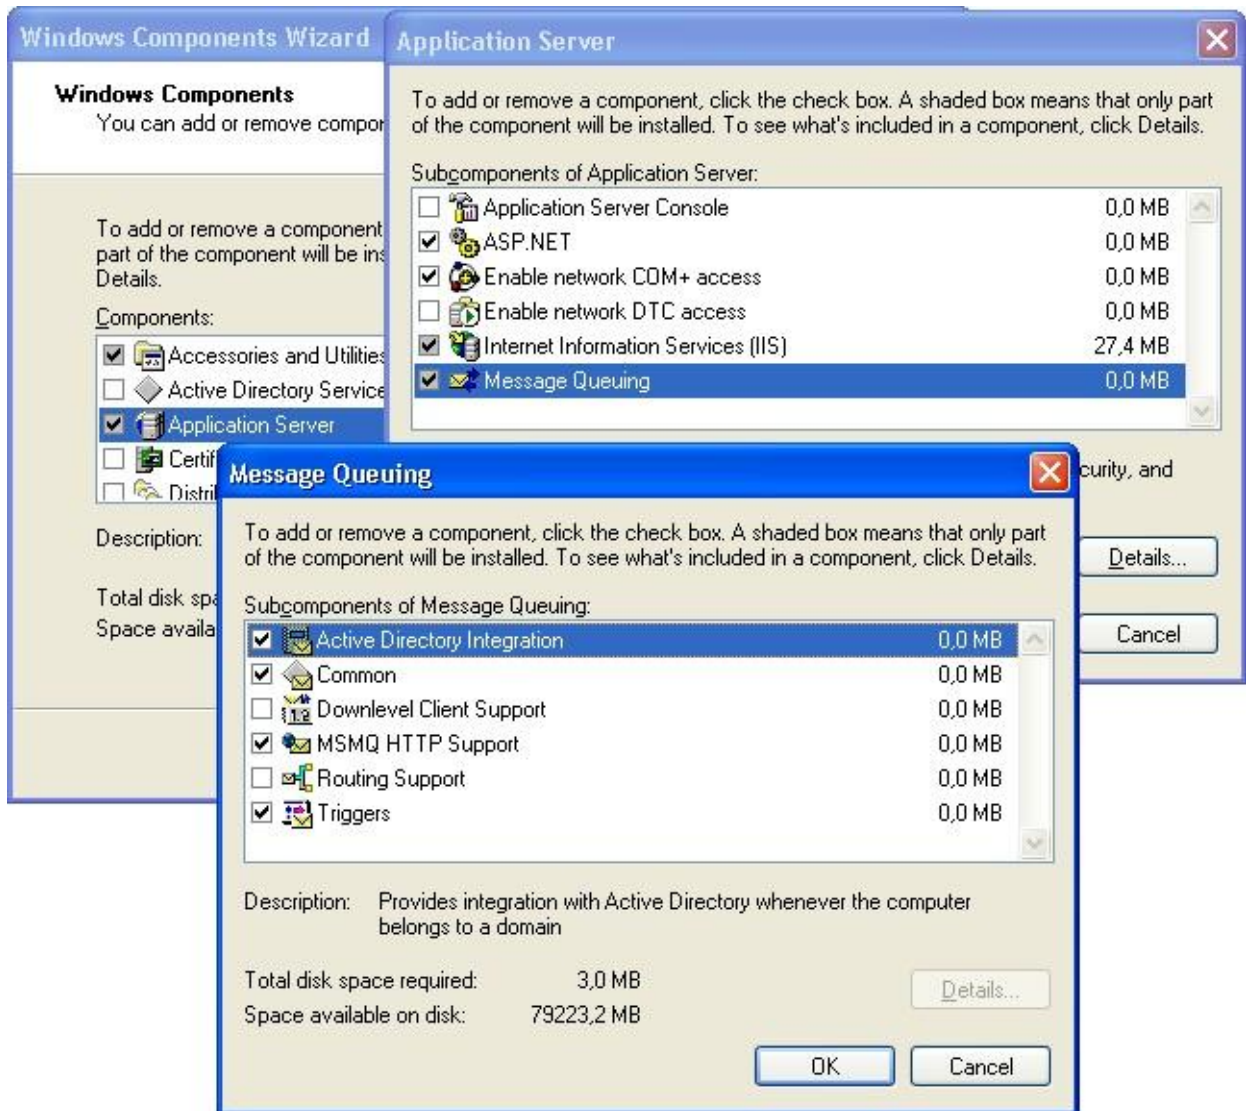 Windows Components Wizard
Windows Components
You can add or remove
To add or remove a component
part of the component will be
Details.
Components:
Accessories and Utilities
Active Directory
Application Server
Description:
Total disk
Space
Application Server
To add or remove a component, click the check box. A shaded box means that only part
of the component will be installed. To see what's included in a component, click Details.
Subcomponents of Application Server:
Application Server Console 0,0 MB
ASP.NET 0,0 MB
Enable network COM+ access 0,0 MB
Enable network DTC access 0,0 MB
Internet Information Services (IIS) 27,4 MB
Message Queuing 0,0 MB
and
Details...
Cancel
Message Queuing
To add or remove a component, click the check box. A shaded box means that only part
of the component will be installed. To see what's included in a component, click Details.
Subcomponents of Message Queuing:
Active Directory Integration 0,0 MB
Common 0,0 MB
Downlevel Client Support 0,0 MB
MSMQ HTTP Support 0,0 MB
Routing Support 0,0 MB
Triggers 0,0 MB
Description: Provides integration with Active Directory whenever the computer
belongs to a domain
Total disk space required: 3,0 MB
Space available on disk: 79223,2 MB
Details...
OK Cancel